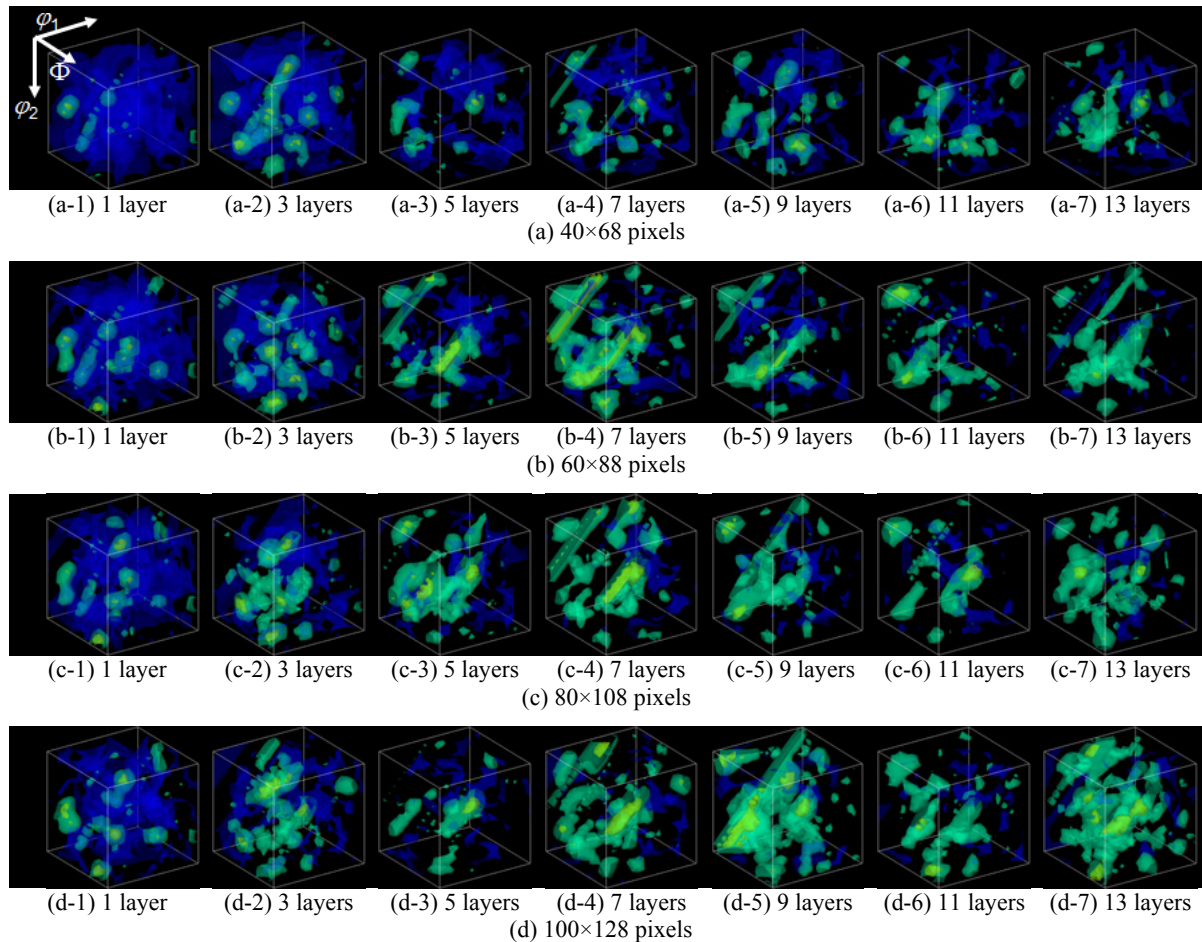 φ1
Φ
φ2
(a-1) 1 layer (a-2) 3 layers (a-3) 5 layers (a-4) 7 layers (a-5) 9 layers (a-6) 11 layers (a-7) 13 layers
(a) 40×68 pixels
(b-1) 1 layer (b-2) 3 layers (b-3) 5 layers (b-4) 7 layers (b-5) 9 layers (b-6) 11 layers (b-7) 13 layers
(b) 60×88 pixels
(c-1) 1 layer (c-2) 3 layers (c-3) 5 layers (c-4) 7 layers (c-5) 9 layers (c-6) 11 layers (c-7) 13 layers
(c) 80×108 pixels
(d-1) 1 layer (d-2) 3 layers (d-3) 5 layers (d-4) 7 layers (d-5) 9 layers (d-6) 11 layers (d-7) 13 layers
(d) 100×128 pixels